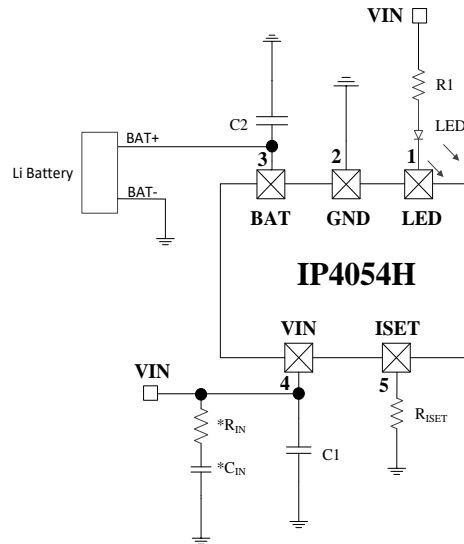 VIN
R1
LED
C2
BAT+
Li Battery
BAT-
3
2
1
BAT
GND
LED
IP4054H
VIN
ISET
VIN
4
5
*RIN
*CIN
C1
RISET